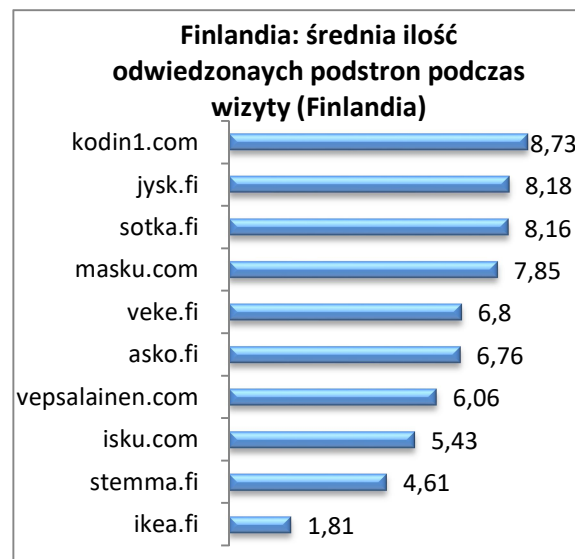 Finlandia: średnia ilość
odwiedzonaych podstron podczas
wizyty (Finlandia)
kodin1.com 8,73
jysk.fi 8,18
sotka.fi 8,16
masku.com 7,85
veke.fi 6,8
asko.fi 6,76
vepsalainen.com 6,06
isku.com 5,43
stemma.fi 4,61
ikea.fi 1,81